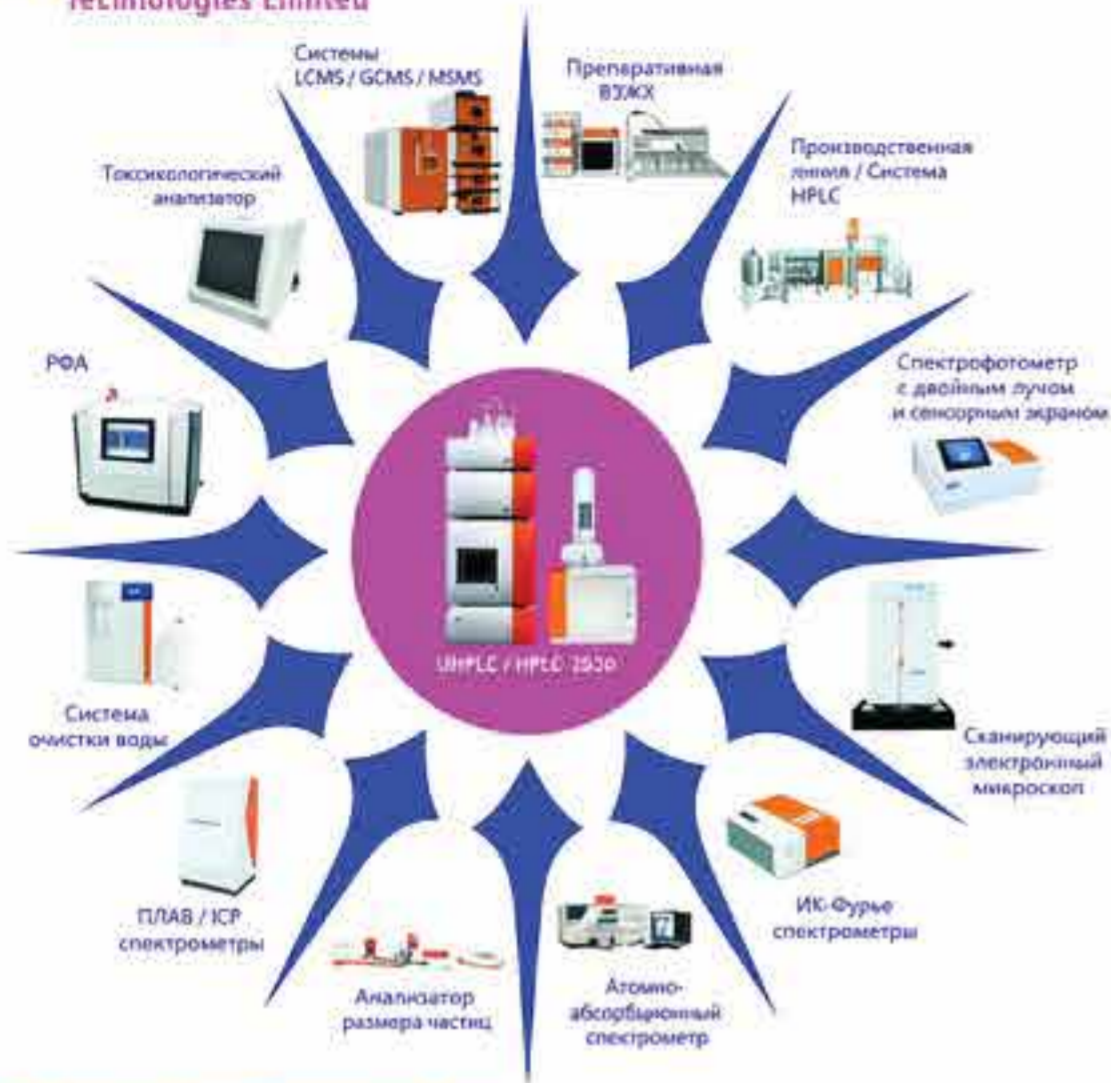 Technologies Limited
Системы
LCMS / GCMS / MSMS
Препаративная
ВЭЖХ
Производственная
линия / Система
HPLC
Токсикологический
анализатор
РФА
Спектрофотометр
с двойным лучом
и сенсорным экраном
UHPLC / HPLC
Система
очистки воды
Сканирующий
электронный
микроскоп
ПЛАВ / ICP
спектрометры
ИК-Фурье
спектрометры
Анализатор
размера частиц
Атомно-
абсорбционный
спектрометр